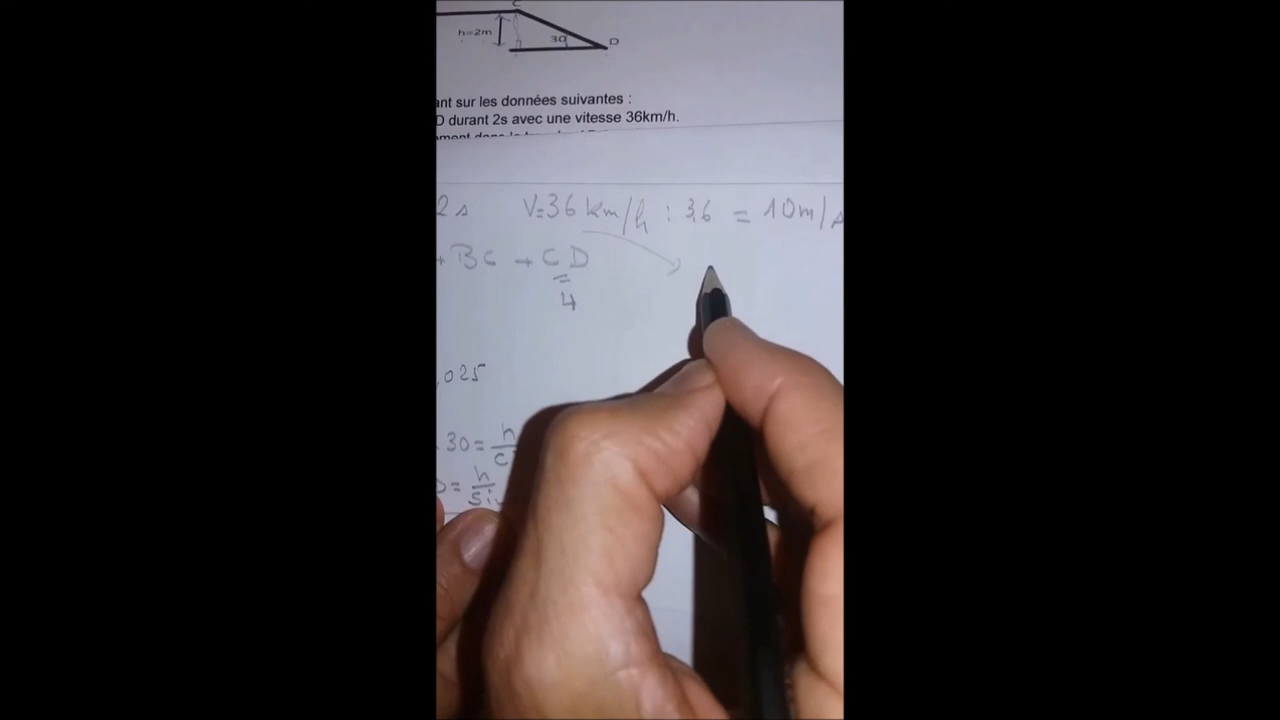 C
h=2m
30
D
ant sur les données suivantes :
D durant 2s avec une vitesse 36km/h.
2s V=36 km/h : 3,6 = 10m/s
+BC + CD
4
,025
30= h
D= h